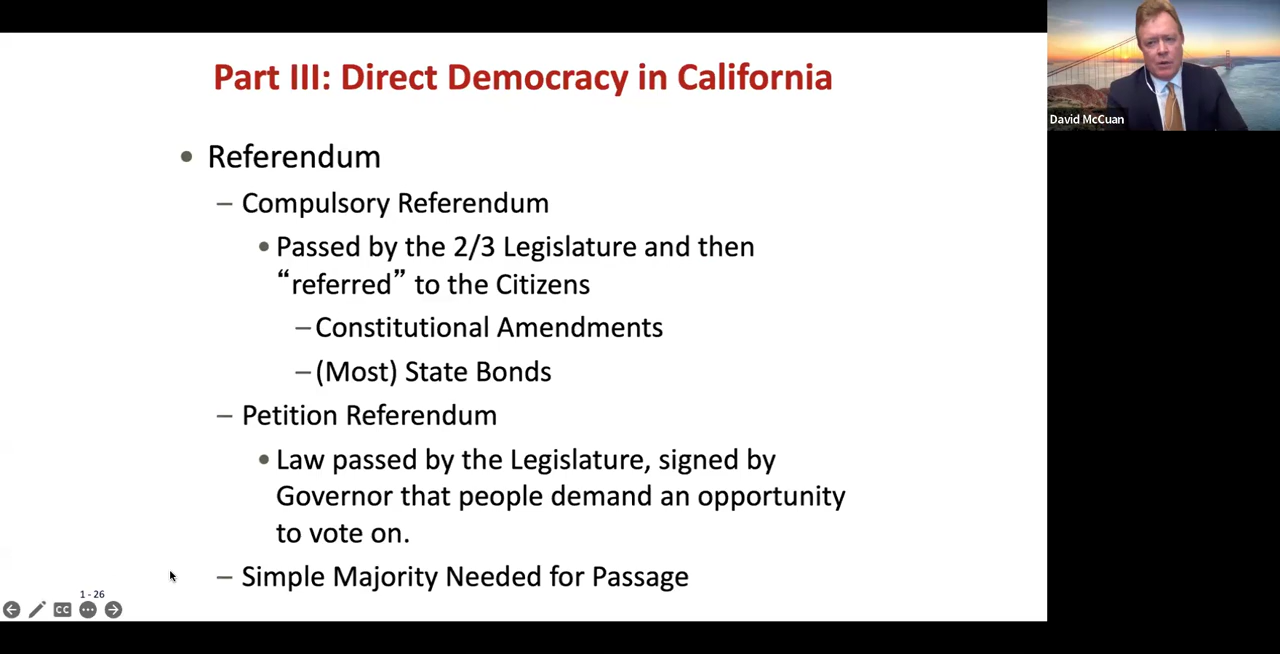 Part III: Direct Democracy in California
• Referendum
– Compulsory Referendum
• Passed by the 2/3 Legislature and then
“referred” to the Citizens
– Constitutional Amendments
– (Most) State Bonds
– Petition Referendum
• Law passed by the Legislature, signed by
Governor that people demand an opportunity
to vote on.
– Simple Majority Needed for Passage
1 - 26
CC
David McCuan